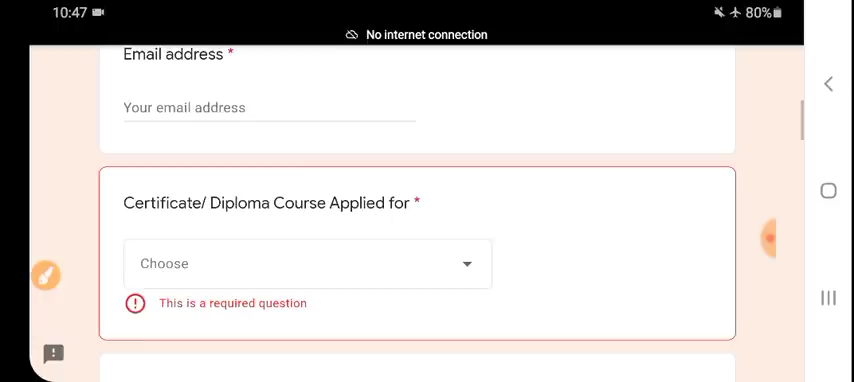 10:47
80%
No internet connection
Email address *
Your email address
Certificate/ Diploma Course Applied for *
Choose
This is a required question